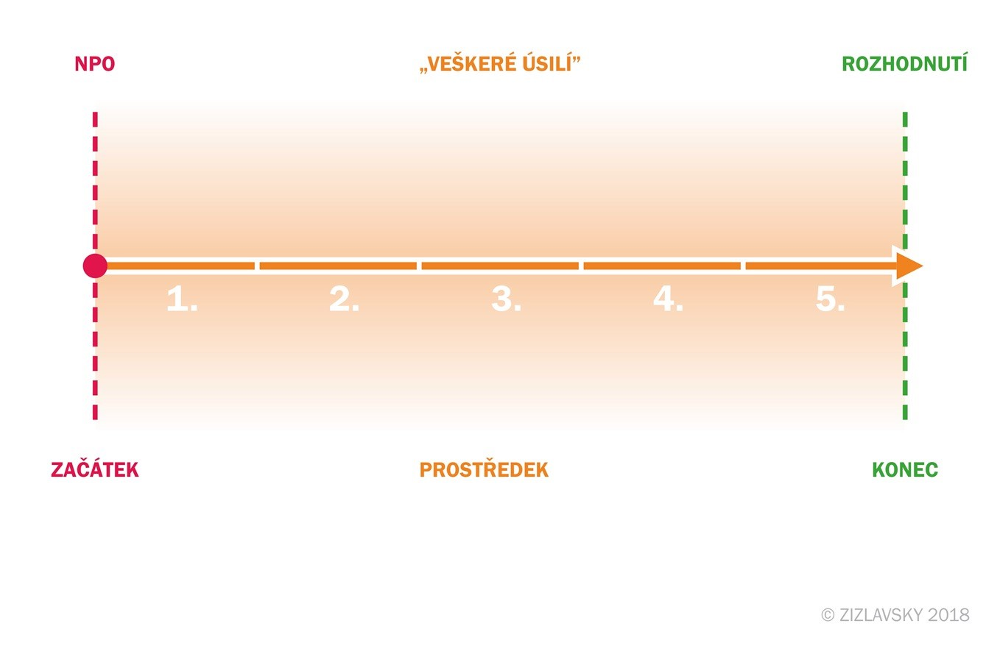 NPO
„VEŠKERÉ ÚSILÍ”
ROZHODNUTÍ
1.
2.
3.
4.
5.
ZAČÁTEK
PROSTŘEDEK
KONEC
© ZIZLAVSKY 2018